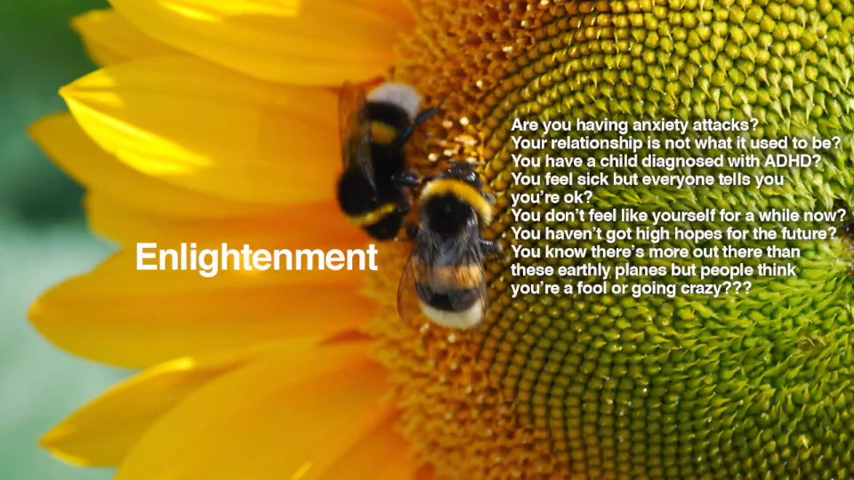 Enlightenment
Are you having anxiety attacks?
Your relationship is not what it used to be?
You have a child diagnosed with ADHD?
You feel sick but everyone tells you
you're ok?
You don't feel like yourself for a while now?
You haven't got high hopes for the future?
You know there's more out there than
these earthly planes but people think
you're a fool or going crazy???